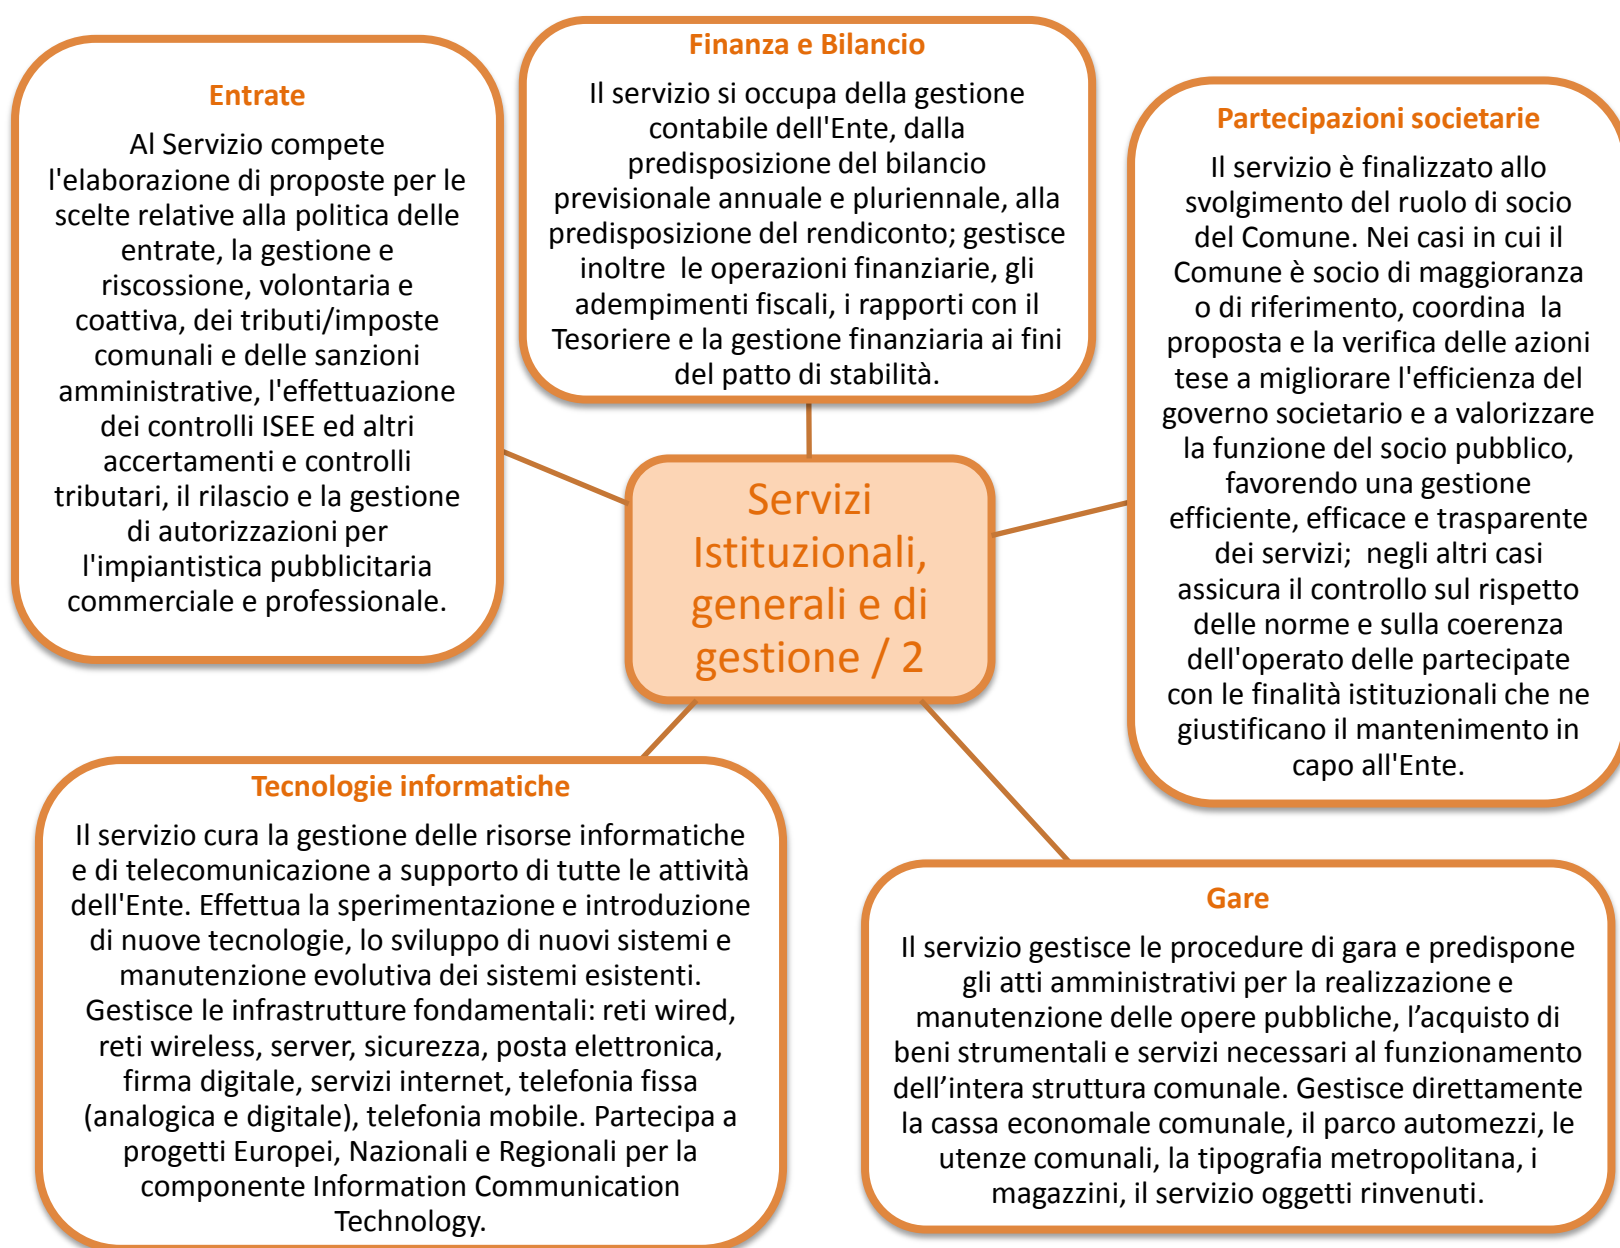 Entrate
Al Servizio compete
l'elaborazione di proposte per le
scelte relative alla politica delle
entrate, la gestione e
riscossione, volontaria e
coattiva, dei tributi/imposte
comunali e delle sanzioni
amministrative, l'effettuazione
dei controlli ISEE ed altri
accertamenti e controlli
tributari, il rilascio e la gestione
di autorizzazioni per
l'impiantistica pubblicitaria
commerciale e professionale.
Finanza e Bilancio
Il servizio si occupa della gestione
contabile dell'Ente, dalla
predisposizione del bilancio
previsionale annuale e pluriennale, alla
predisposizione del rendiconto; gestisce
inoltre le operazioni finanziarie, gli
adempimenti fiscali, i rapporti con il
Tesoriere e la gestione finanziaria ai fini
del patto di stabilità.
Partecipazioni societarie
Il servizio è finalizzato allo
svolgimento del ruolo di socio
del Comune. Nei casi in cui il
Comune è socio di maggioranza
o di riferimento, coordina la
proposta e la verifica delle azioni
tese a migliorare l'efficienza del
governo societario e a valorizzare
la funzione del socio pubblico,
favorendo una gestione
efficiente, efficace e trasparente
dei servizi; negli altri casi
assicura il controllo sul rispetto
delle norme e sulla coerenza
dell'operato delle partecipate
con le finalità istituzionali che ne
giustificano il mantenimento in
capo all'Ente.
Servizi
Istituzionali,
generali e di
gestione / 2
Tecnologie informatiche
Il servizio cura la gestione delle risorse informatiche
e di telecomunicazione a supporto di tutte le attività
dell'Ente. Effettua la sperimentazione e introduzione
di nuove tecnologie, lo sviluppo di nuovi sistemi e
manutenzione evolutiva dei sistemi esistenti.
Gestisce le infrastrutture fondamentali: reti wired,
reti wireless, server, sicurezza, posta elettronica,
firma digitale, servizi internet, telefonia fissa
(analogica e digitale), telefonia mobile. Partecipa a
progetti Europei, Nazionali e Regionali per la
componente Information Communication
Technology.
Gare
Il servizio gestisce le procedure di gara e predispone
gli atti amministrativi per la realizzazione e
manutenzione delle opere pubbliche, l’acquisto di
beni strumentali e servizi necessari al funzionamento
dell’intera struttura comunale. Gestisce direttamente
la cassa economale comunale, il parco automezzi, le
utenze comunali, la tipografia metropolitana, i
magazzini, il servizio oggetti rinvenuti.